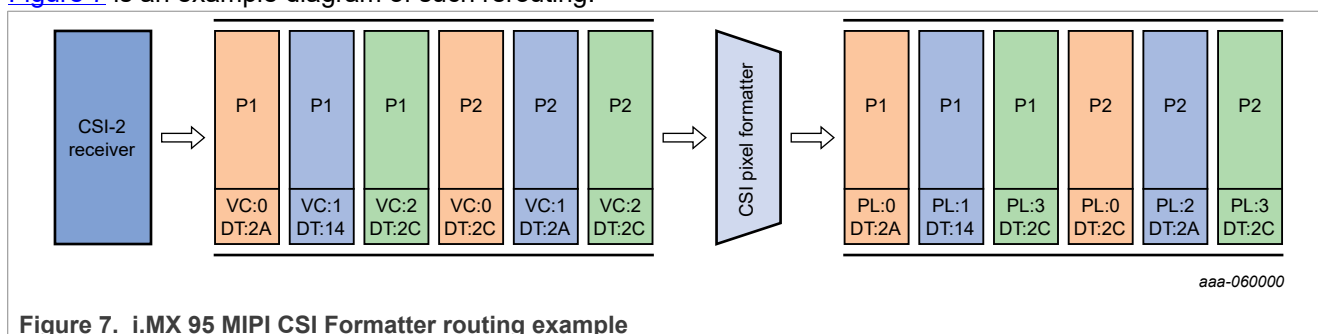 Figure 7 is an example diagram of such rerouting.
CSI-2
receiver
P1
P1
P1
P2
P2
P2
VC:0
DT:2A
VC:1
DT:14
VC:2
DT:2C
VC:0
DT:2C
VC:1
DT:2A
VC:2
DT:2C
CSI pixel formatter
P1
P1
P1
P2
P2
P2
PL:0
DT:2A
PL:1
DT:14
PL:3
DT:2C
PL:0
DT:2C
PL:2
DT:2A
PL:3
DT:2C
aaa-060000
Figure 7. i.MX 95 MIPI CSI Formatter routing example